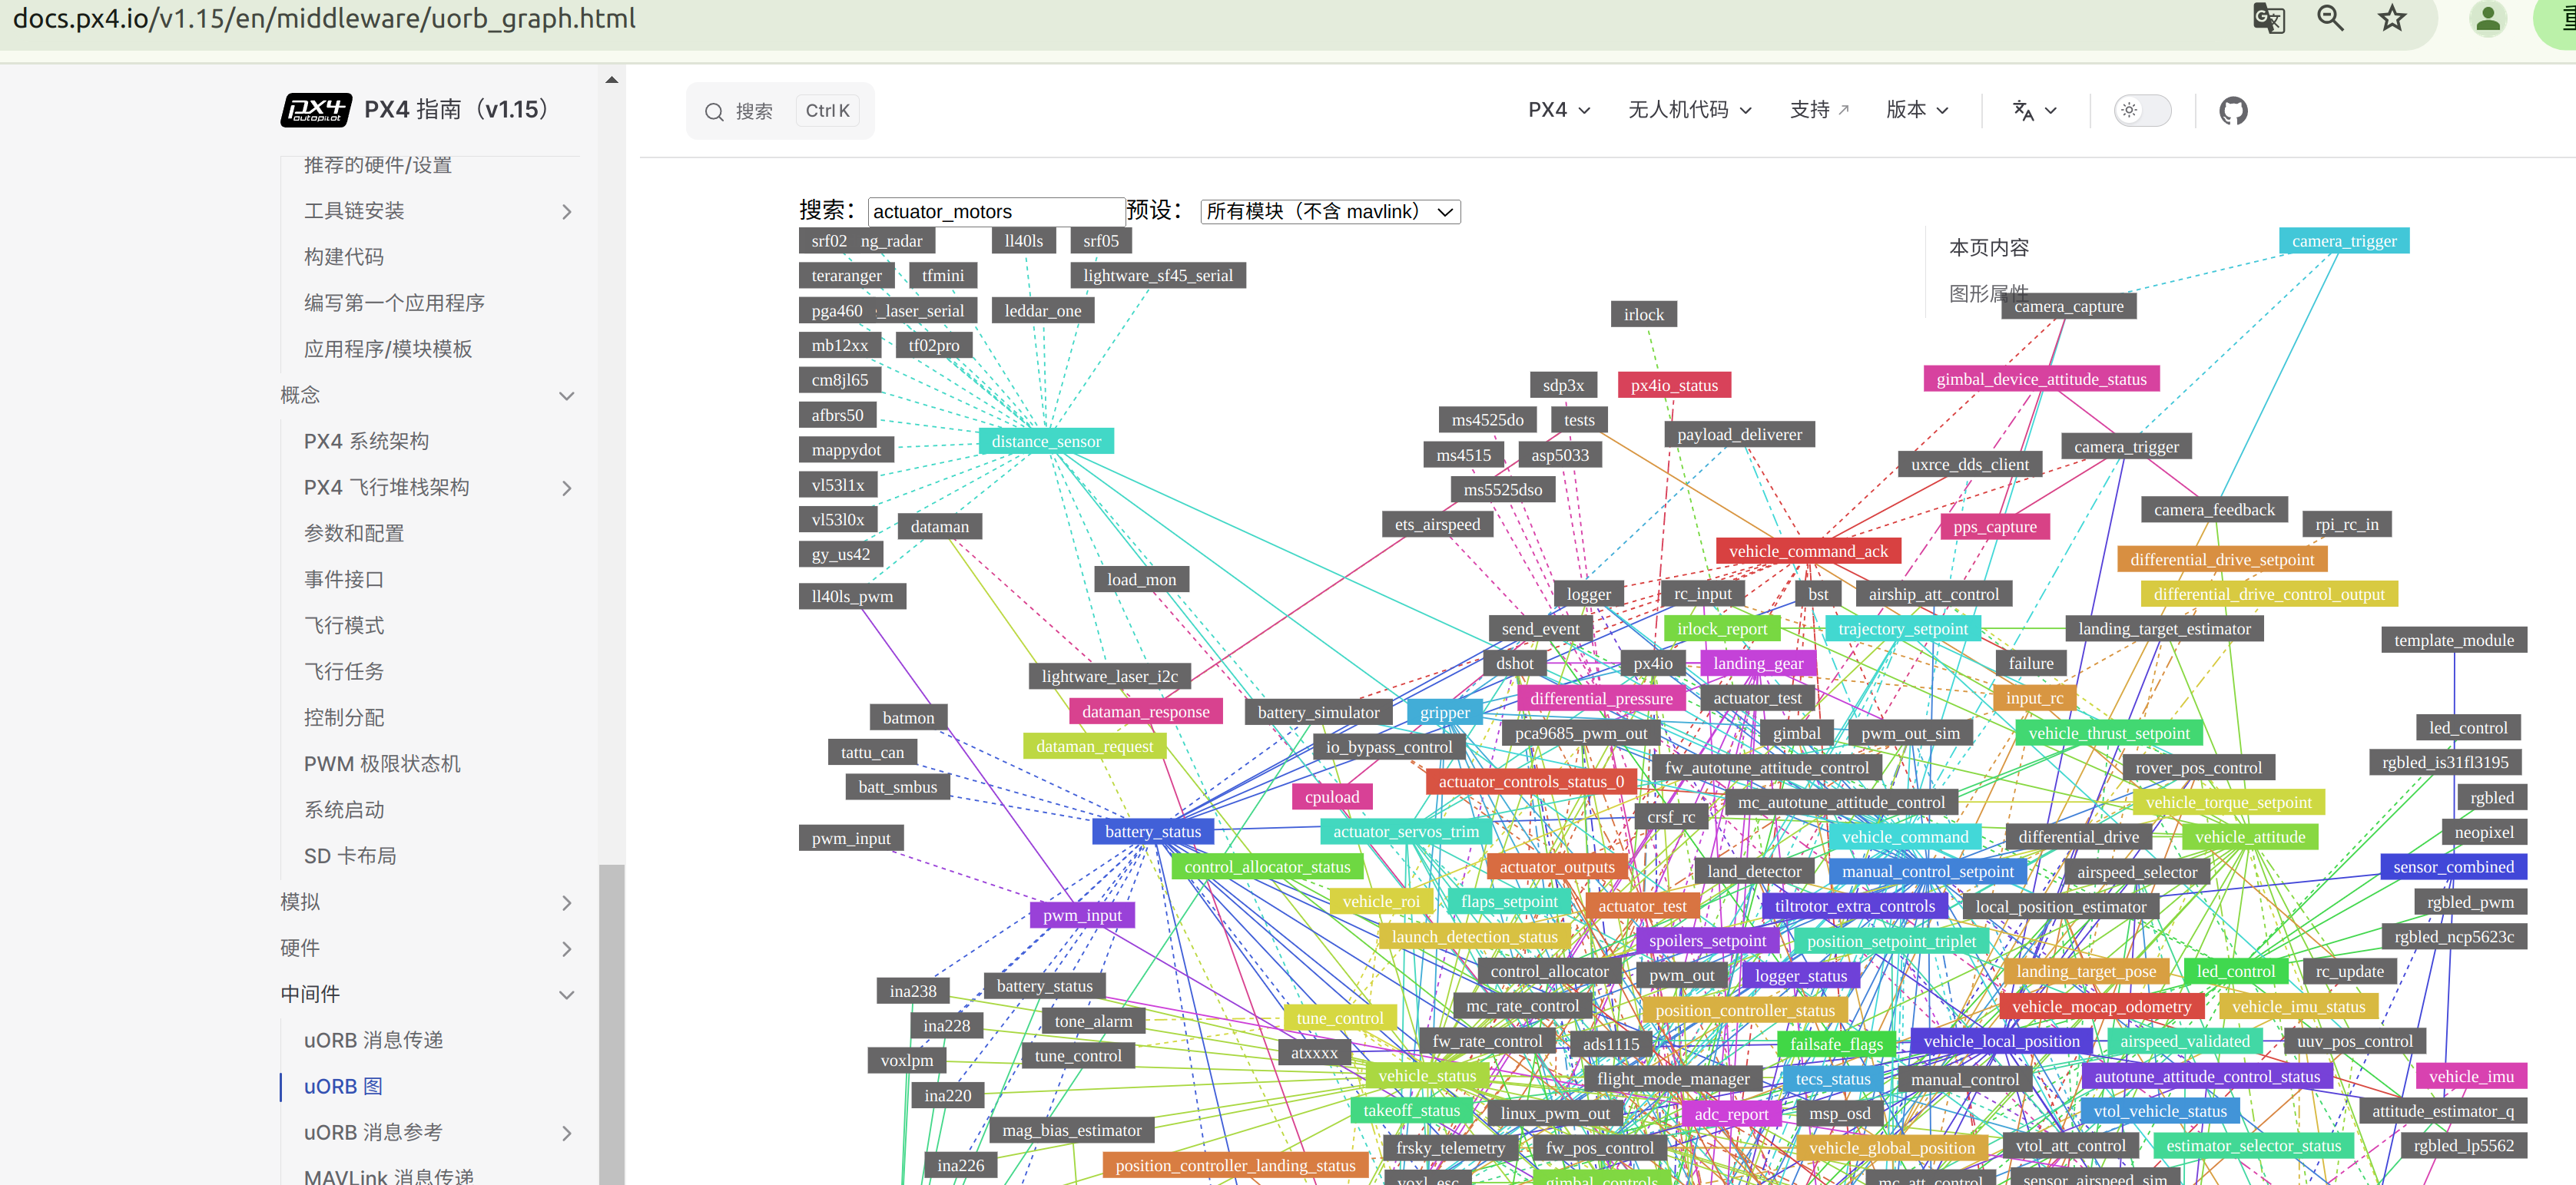 docs.px4.io/v1.15/en/middleware/uorb_graph.html
PX4 autopilot PX4 指南（v1.15）
搜索 Ctrl K
PX4 无人机代码 支持 版本
推荐的硬件/设置
工具链安装
构建代码
编写第一个应用程序
应用程序/模块模板
概念
PX4 系统架构
PX4 飞行堆栈架构
参数和配置
事件接口
飞行模式
飞行任务
控制分配
PWM 极限状态机
系统启动
SD 卡布局
模拟
硬件
中间件
uORB 消息传递
uORB 图
uORB 消息参考
MAVLink 消息传递
搜索： actuator_motors 预设： 所有模块（不含 mavlink）
本页内容
图形属性
srf02 ng_radar ll40ls srf05 camera_trigger
teraranger tfmini lightware_sf45_serial
camera_capture
pga460 _laser_serial leddar_one irlock
mb12xx tf02pro
cm8jl65 sdp3x px4io_status gimbal_device_attitude_status
afbrs50 ms4525do tests
distance_sensor payload_deliverer camera_trigger
mappydot ms4515 asp5033 uxrce_dds_client
vl53l1x ms5525dso
camera_feedback
vl53l0x dataman ets_airspeed pps_capture rpi_rc_in
gy_us42 vehicle_command_ack differential_drive_setpoint
load_mon
ll40ls_pwm logger rc_input bst airship_att_control differential_drive_control_output
send_event irlock_report trajectory_setpoint landing_target_estimator
template_module
lightware_laser_i2c dshot px4io landing_gear failure
dataman_response battery_simulator gripper differential_pressure actuator_test input_rc
batmon led_control
dataman_request io_bypass_control pca9685_pwm_out gimbal pwm_out_sim vehicle_thrust_setpoint
tattu_can fw_autotune_attitude_control rover_pos_control rgbled_is31fl3195
batt_smbus cpuload actuator_controls_status_0 mc_autotune_attitude_control vehicle_torque_setpoint rgbled
pwm_input battery_status actuator_servos_trim crsf_rc vehicle_command differential_drive vehicle_attitude neopixel
control_allocator_status actuator_outputs land_detector manual_control_setpoint airspeed_selector sensor_combined
pwm_input vehicle_roi flaps_setpoint actuator_test tiltrotor_extra_controls local_position_estimator rgbled_pwm
launch_detection_status spoilers_setpoint position_setpoint_triplet rgbled_ncp5623c
ina238 battery_status control_allocator pwm_out logger_status landing_target_pose led_control rc_update
ina228 tone_alarm tune_control mc_rate_control position_controller_status vehicle_mocap_odometry vehicle_imu_status
voxlpm tune_control atxxxx fw_rate_control ads1115 failsafe_flags vehicle_local_position airspeed_validated uuv_pos_control
ina220 vehicle_status flight_mode_manager tecs_status manual_control autotune_attitude_control_status vehicle_imu
mag_bias_estimator takeoff_status linux_pwm_out adc_report msp_osd vtol_vehicle_status attitude_estimator_q
ina226 position_controller_landing_status frsky_telemetry fw_pos_control vehicle_global_position vtol_att_control estimator_selector_status rgbled_lp5562
voxl_esc gimbal_controls mc_att_control sensor_airspeed_sim